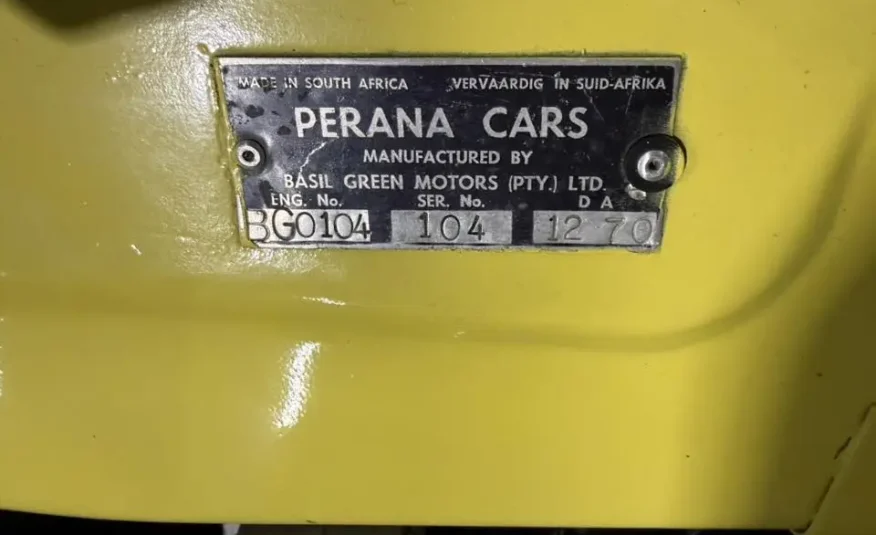 MADE IN SOUTH AFRICA VERVAARDIG IN SUID-AFRIKA
PERANA CARS
MANUFACTURED BY
BASIL GREEN MOTORS (PTY.) LTD.
ENG. No. SER. No. D A
BG0104 104 12 70